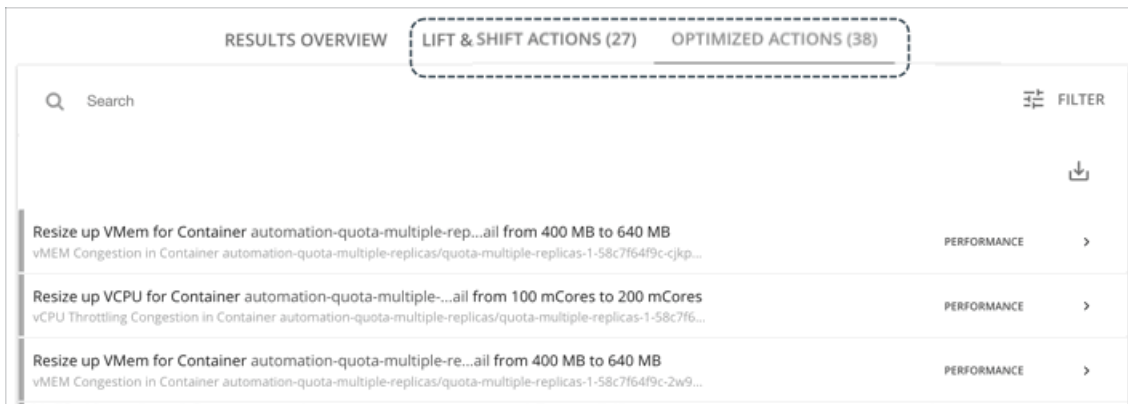 RESULTS OVERVIEW LIFT & SHIFT ACTIONS (27) OPTIMIZED ACTIONS (38)
Search FILTER
Resize up VMem for Container automation-quota-multiple-rep...ail from 400 MB to 640 MB
vMEM Congestion in Container automation-quota-multiple-replicas/quota-multiple-replicas-1-58c7f64f9c-cjkp...
PERFORMANCE
Resize up VCPU for Container automation-quota-multiple-...ail from 100 mCores to 200 mCores
vCPU Throttling Congestion in Container automation-quota-multiple-replicas/quota-multiple-replicas-1-58c7f6...
PERFORMANCE
Resize up VMem for Container automation-quota-multiple-re...ail from 400 MB to 640 MB
vMEM Congestion in Container automation-quota-multiple-replicas/quota-multiple-replicas-1-58c7f64f9c-2w9...
PERFORMANCE